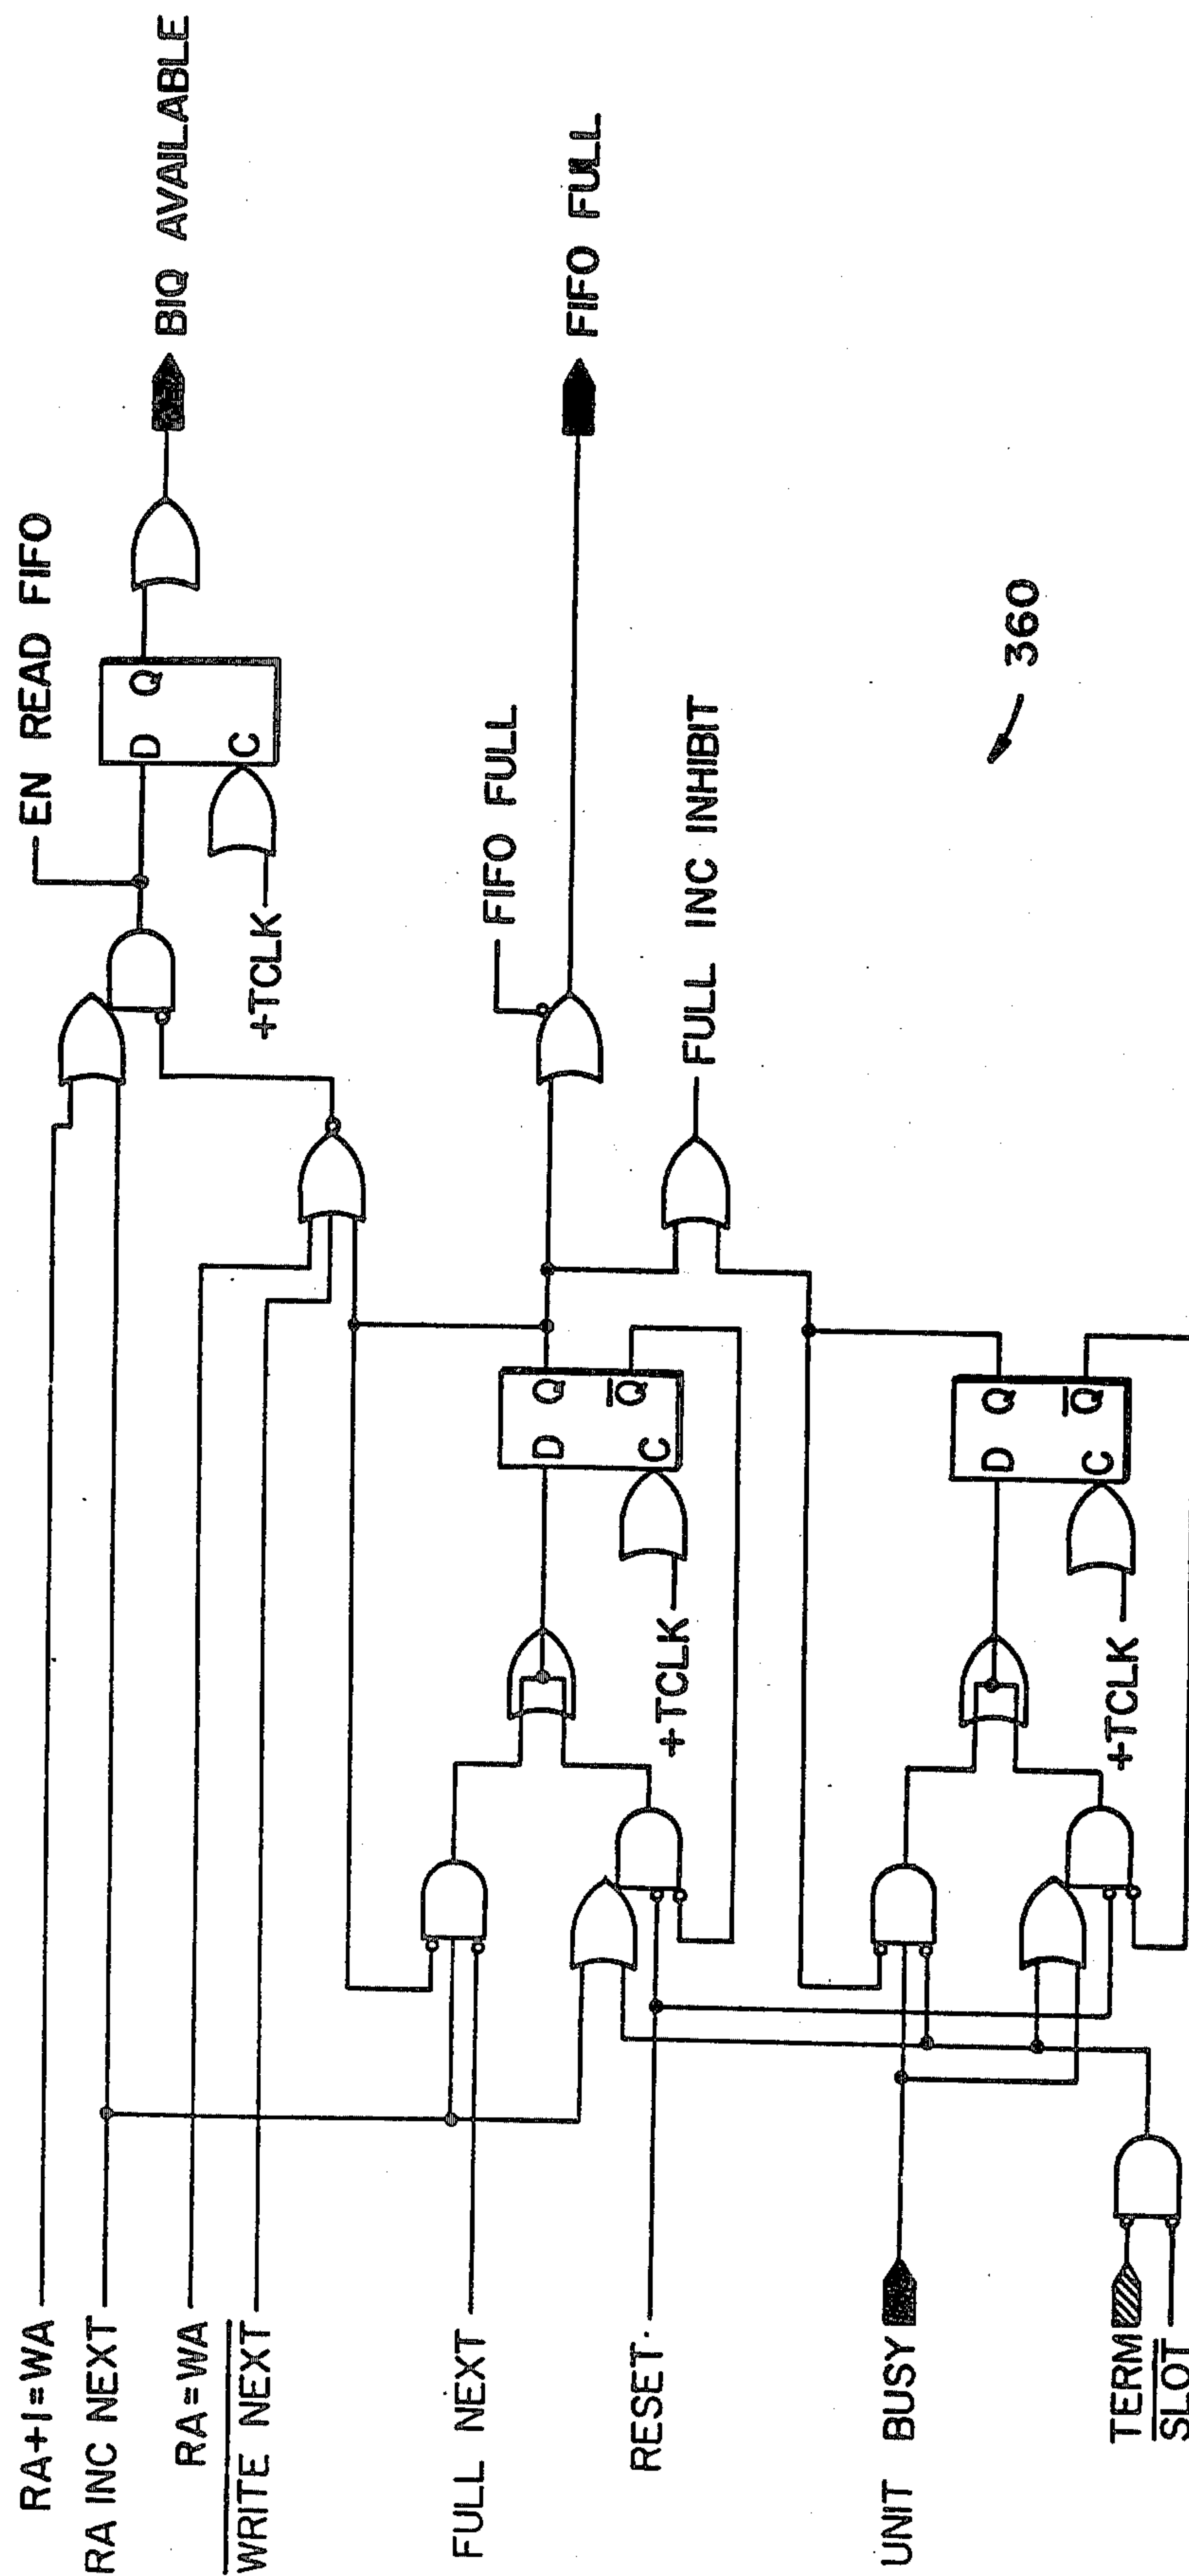 RA+1=WA
RA INC NEXT
RA=WA
WRITE NEXT
FULL NEXT
RESET
UNIT BUSY
TERM
SLOT
EN READ FIFO
D Q
C
+TCLK
BIQ AVAILABLE
FIFO FULL
FIFO FULL
D Q
C Q
+TCLK
FULL INC INHIBIT
D Q
C Q
+TCLK
360